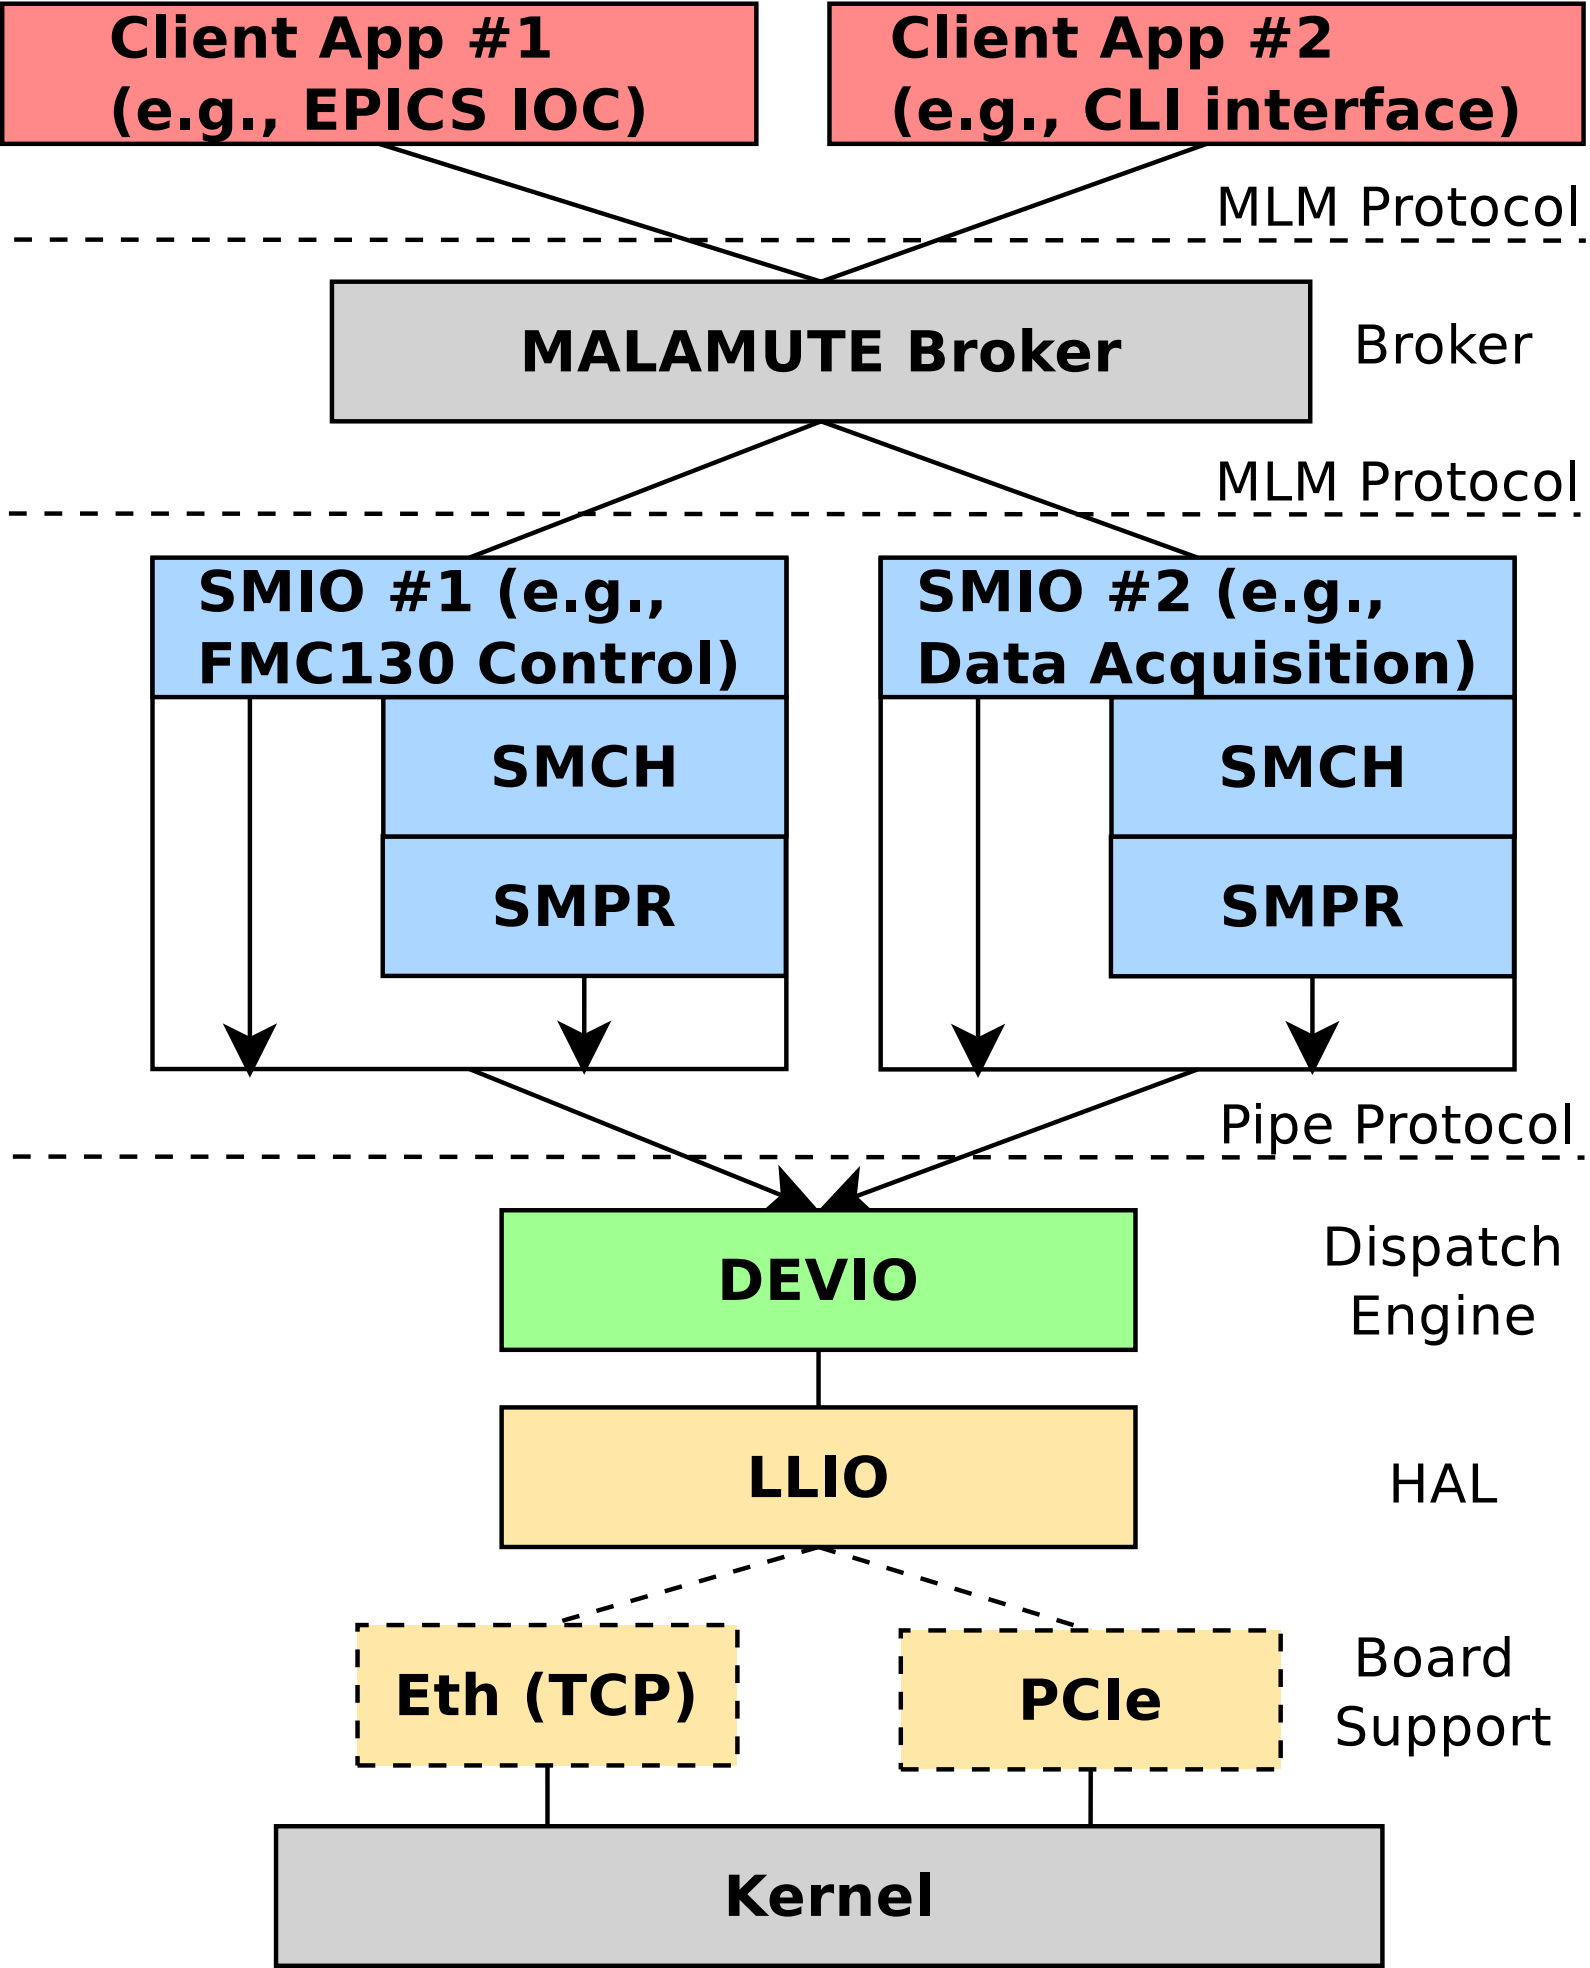 Client App #1
(e.g., EPICS IOC)
Client App #2
(e.g., CLI interface)
MLM Protocol
MALAMUTE Broker
Broker
MLM Protocol
SMIO #1 (e.g.,
FMC130 Control)
SMCH
SMPR
SMIO #2 (e.g.,
Data Acquisition)
SMCH
SMPR
Pipe Protocol
DEVIO
Dispatch
Engine
LLIO
HAL
Eth (TCP)
PCIe
Board
Support
Kernel